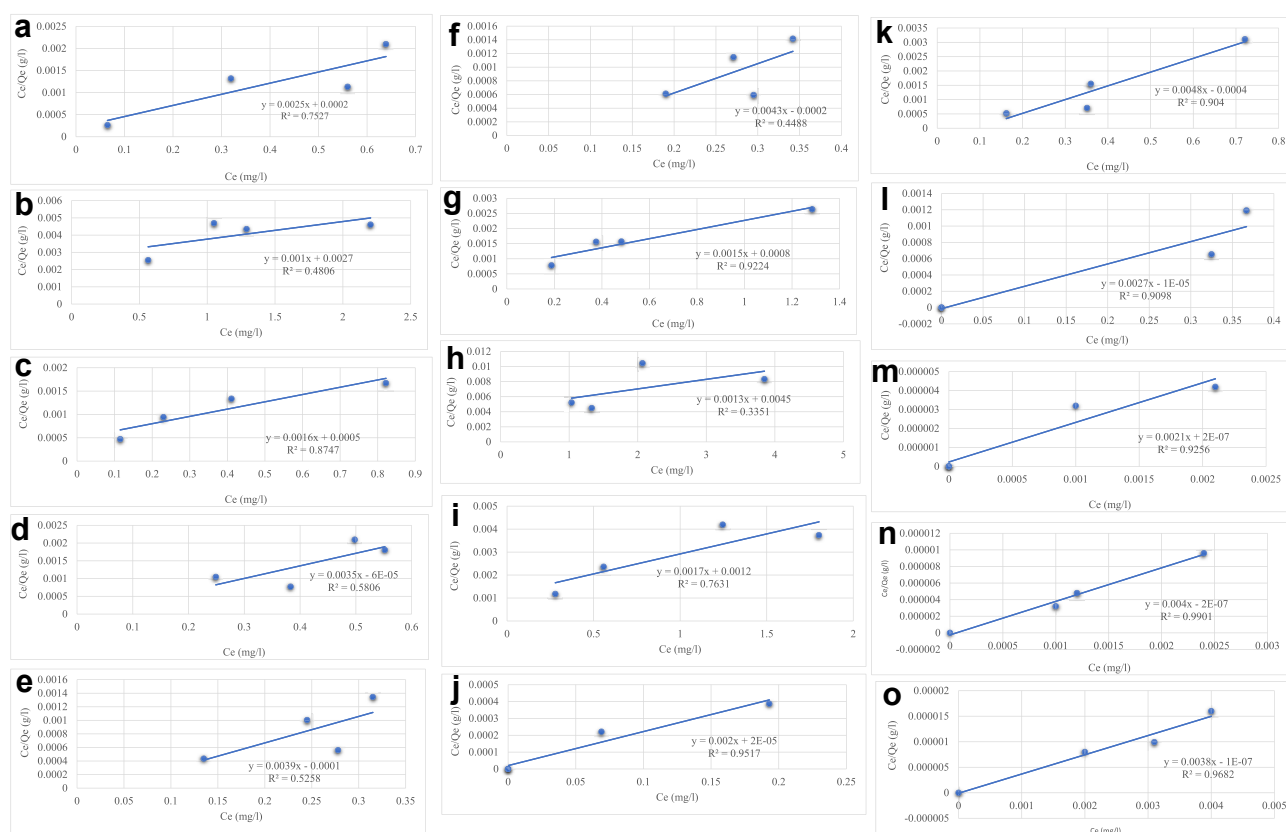 a
Ce/Qe (g/l)
0.0025
0.002
0.0015
0.001
0.0005
0
y = 0.0025x + 0.0002
R² = 0.7527
0 0.1 0.2 0.3 0.4 0.5 0.6 0.7
Ce (mg/l)
b
Ce/Qe (g/l)
0.006
0.005
0.004
0.003
0.002
0.001
0
y = 0.001x + 0.0027
R² = 0.4806
0 0.5 1 1.5 2 2.5
Ce (mg/l)
c
Ce/Qe (g/l)
0.002
0.0015
0.001
0.0005
0
y = 0.0016x + 0.0005
R² = 0.8747
0 0.1 0.2 0.3 0.4 0.5 0.6 0.7 0.8 0.9
Ce (mg/l)
d
Ce/Qe (g/l)
0.0025
0.002
0.0015
0.001
0.0005
0
y = 0.0035x - 6E-05
R² = 0.5806
0 0.1 0.2 0.3 0.4 0.5 0.6
Ce (mg/l)
e
Ce/Qe (g/l)
0.0016
0.0014
0.0012
0.001
0.0008
0.0006
0.0004
0.0002
0
y = 0.0039x - 0.0001
R² = 0.5258
0 0.05 0.1 0.15 0.2 0.25 0.3 0.35
Ce (mg/l)
f
Ce/Qe (g/l)
0.0016
0.0014
0.0012
0.001
0.0008
0.0006
0.0004
0.0002
0
y = 0.0043x - 0.0002
R² = 0.4488
0 0.05 0.1 0.15 0.2 0.25 0.3 0.35 0.4
Ce (mg/l)
g
Ce/Qe (g/l)
0.003
0.0025
0.002
0.0015
0.001
0.0005
0
y = 0.0015x + 0.0008
R² = 0.9224
0 0.2 0.4 0.6 0.8 1 1.2 1.4
Ce (mg/l)
h
Ce/Qe (g/l)
0.012
0.01
0.008
0.006
0.004
0.002
0
y = 0.0013x + 0.0045
R² = 0.3351
0 1 2 3 4 5
Ce (mg/l)
i
Ce/Qe (g/l)
0.005
0.004
0.003
0.002
0.001
0
y = 0.0017x + 0.0012
R² = 0.7631
0 0.5 1 1.5 2
Ce (mg/l)
j
Ce/Qe (g/l)
0.0005
0.0004
0.0003
0.0002
0.0001
0
y = 0.002x + 2E-05
R² = 0.9517
0 0.05 0.1 0.15 0.2 0.25
Ce (mg/l)
k
Ce/Qe (g/l)
0.0035
0.003
0.0025
0.002
0.0015
0.001
0.0005
0
y = 0.0048x - 0.0004
R² = 0.904
0 0.1 0.2 0.3 0.4 0.5 0.6 0.7 0.8
Ce (mg/l)
l
Ce/Qe (g/l)
0.0014
0.0012
0.001
0.0008
0.0006
0.0004
0.0002
0
-0.0002
y = 0.0027x - 1E-05
R² = 0.9098
0 0.05 0.1 0.15 0.2 0.25 0.3 0.35 0.4
Ce (mg/l)
m
Ce/Qe (g/l)
0.000005
0.000004
0.000003
0.000002
0.000001
0
y = 0.0021x + 2E-07
R² = 0.9256
0 0.0005 0.001 0.0015 0.002 0.0025
Ce (mg/l)
n
Ce/Qe (g/l)
0.000012
0.00001
0.000008
0.000006
0.000004
0.000002
0
-0.000002
y = 0.004x - 2E-07
R² = 0.9901
0 0.0005 0.001 0.0015 0.002 0.0025 0.003
Ce (mg/l)
o
Ce/Qe (g/l)
0.00002
0.000015
0.00001
0.000005
0
-0.000005
y = 0.0038x - 1E-07
R² = 0.9682
0 0.001 0.002 0.003 0.004 0.005
Ce (mg/l)